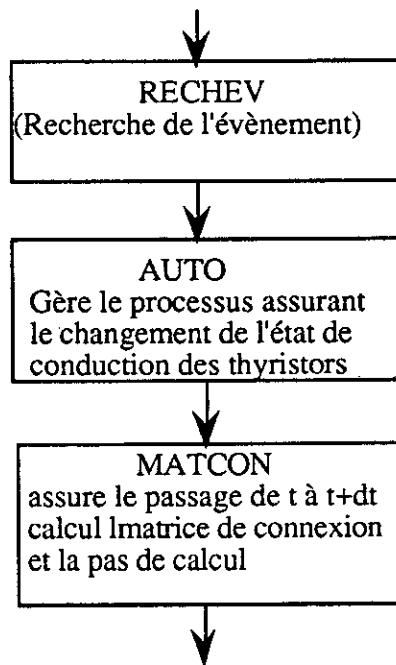 RECHEV
(Recherche de l'évènement)
AUTO
Gère le processus assurant
le changement de l'état de
conduction des thyristors
MATCON
assure le passage de t à t+dt
calcul lmatrice de connexion
et la pas de calcul